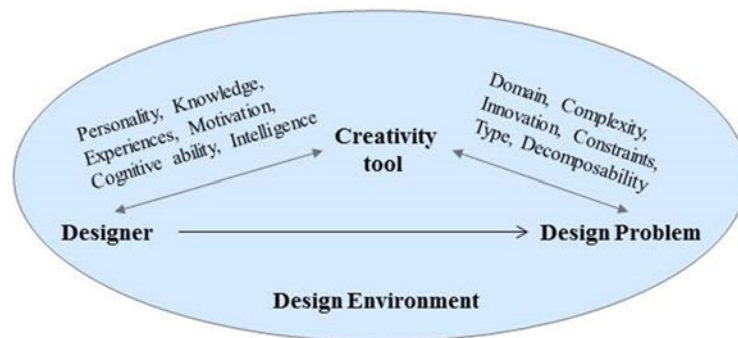 Personality, Knowledge,
Experiences, Motivation,
Cognitive ability, Intelligence
Domain, Complexity,
Innovation, Constraints,
Type, Decomposability
Creativity
tool
Designer
Design Problem
Design Environment